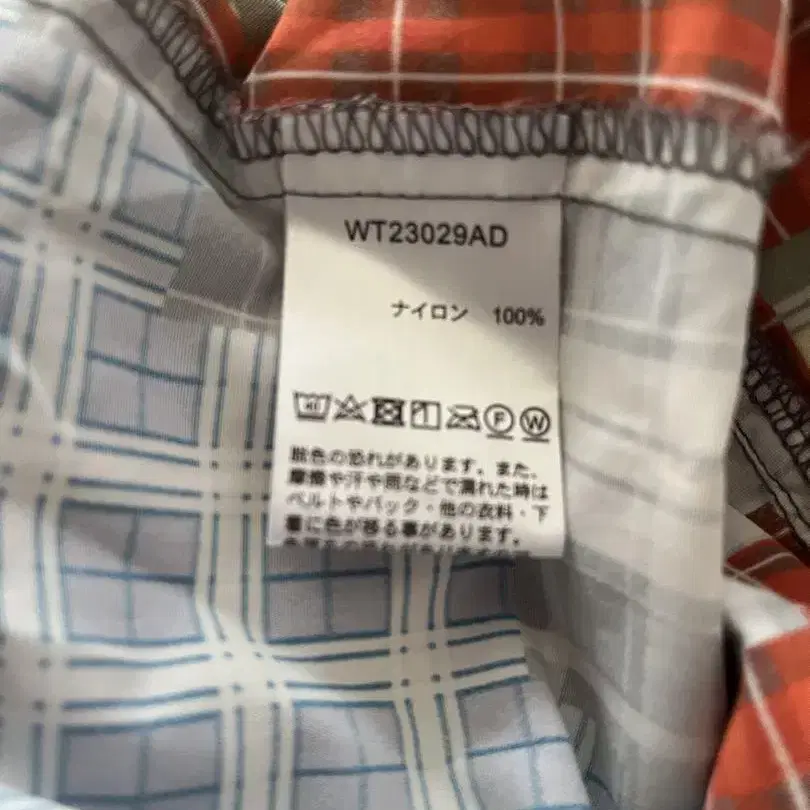 WT23029AD
ナイロン 100%
F W
脱色の恐れがあります。また、
摩擦や汗や雨などで濡れた時は
ベルトやバック・他の衣料・下
着に色が移る事があります。